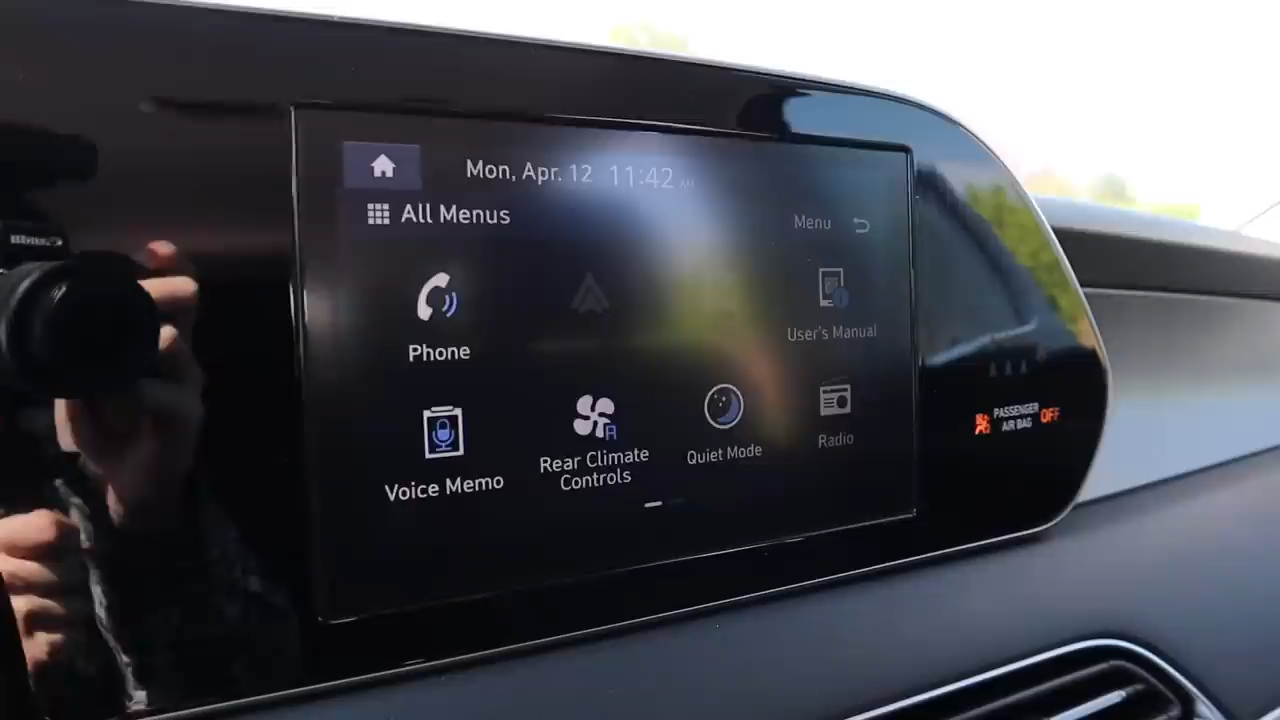 Mon, Apr. 12 11:42 AM
All Menus
Menu
Phone
User's Manual
Voice Memo
Rear Climate
Controls
Quiet Mode
Radio
PASSENGER
AIR BAG
OFF